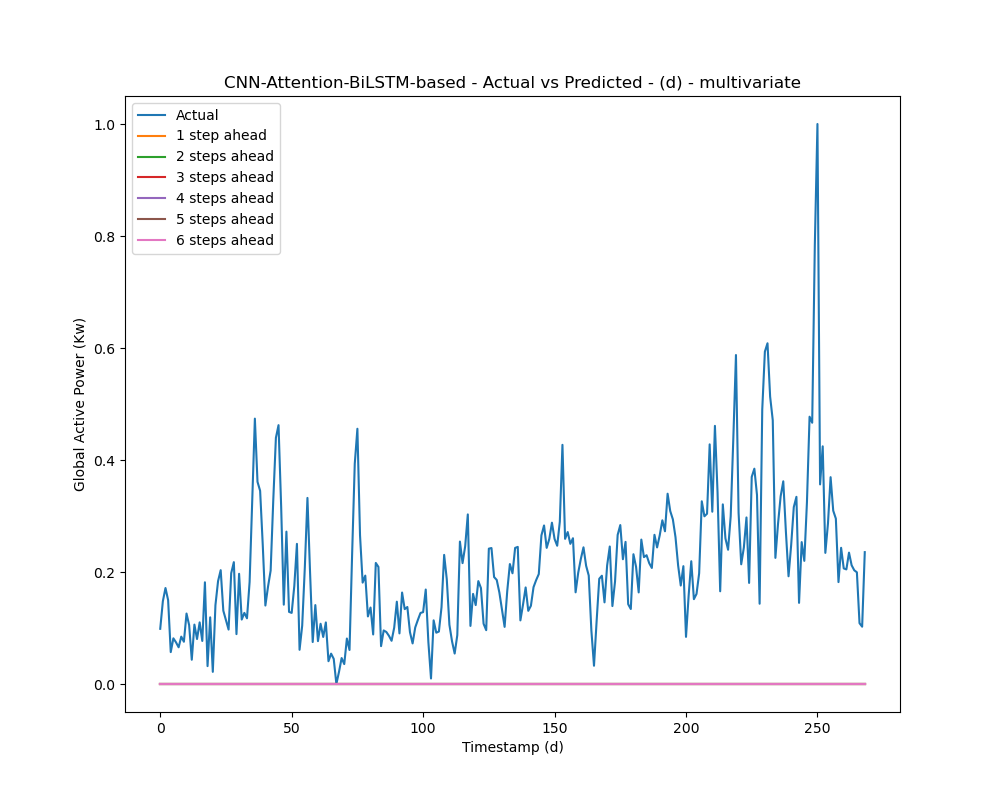 CNN-Attention-BiLSTM-based - Actual vs Predicted - (d) - multivariate
Actual
1 step ahead
2 steps ahead
3 steps ahead
4 steps ahead
5 steps ahead
6 steps ahead
1.0
0.8
0.6
0.4
0.2
0.0
Global Active Power (Kw)
0 50 100 150 200 250
Timestamp (d)